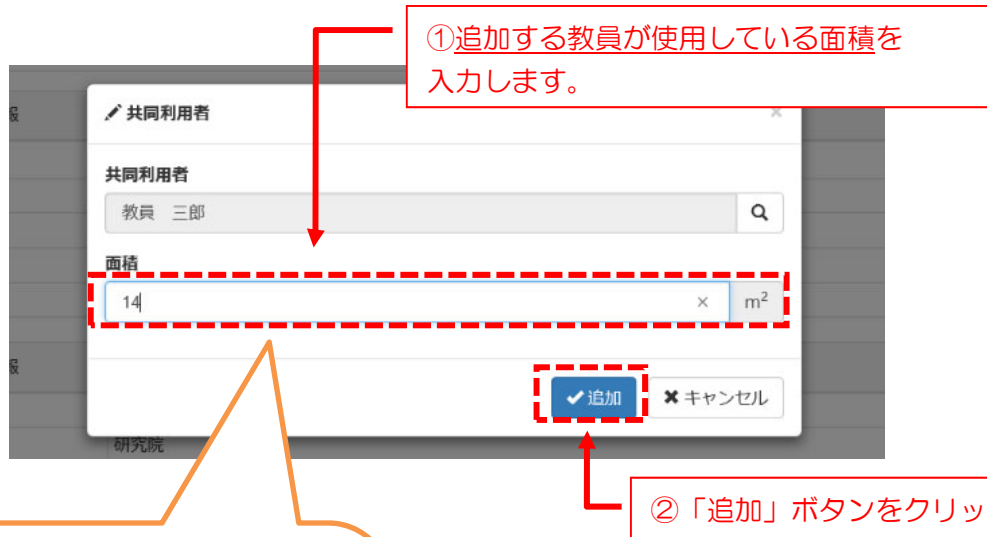 ①追加する教員が使用している面積を
入力します。
共同利用者
×
共同利用者
教員　三郎
面積
14
×
m²
追加
キャンセル
研究院
②「追加」ボタンをクリッ